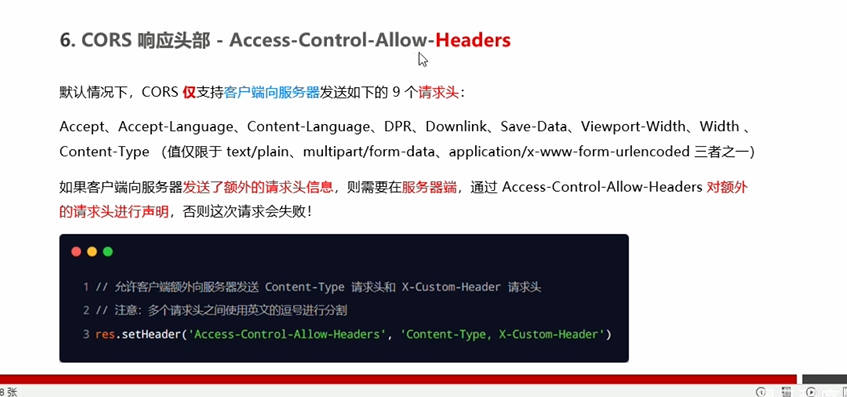 6. CORS 响应头部 - Access-Control-Allow-Headers
默认情况下，CORS 仅支持客户端向服务器发送如下的 9 个请求头：
Accept、Accept-Language、Content-Language、DPR、Downlink、Save-Data、Viewport-Width、Width 、
Content-Type （值仅限于 text/plain、multipart/form-data、application/x-www-form-urlencoded 三者之一）
如果客户端向服务器发送了额外的请求头信息，则需要在服务器端，通过 Access-Control-Allow-Headers 对额外
的请求头进行声明，否则这次请求会失败！
1 // 允许客户端额外向服务器发送 Content-Type 请求头和 X-Custom-Header 请求头
2 // 注意：多个请求头之间使用英文的逗号进行分割
3 res.setHeader('Access-Control-Allow-Headers', 'Content-Type, X-Custom-Header')
8 张